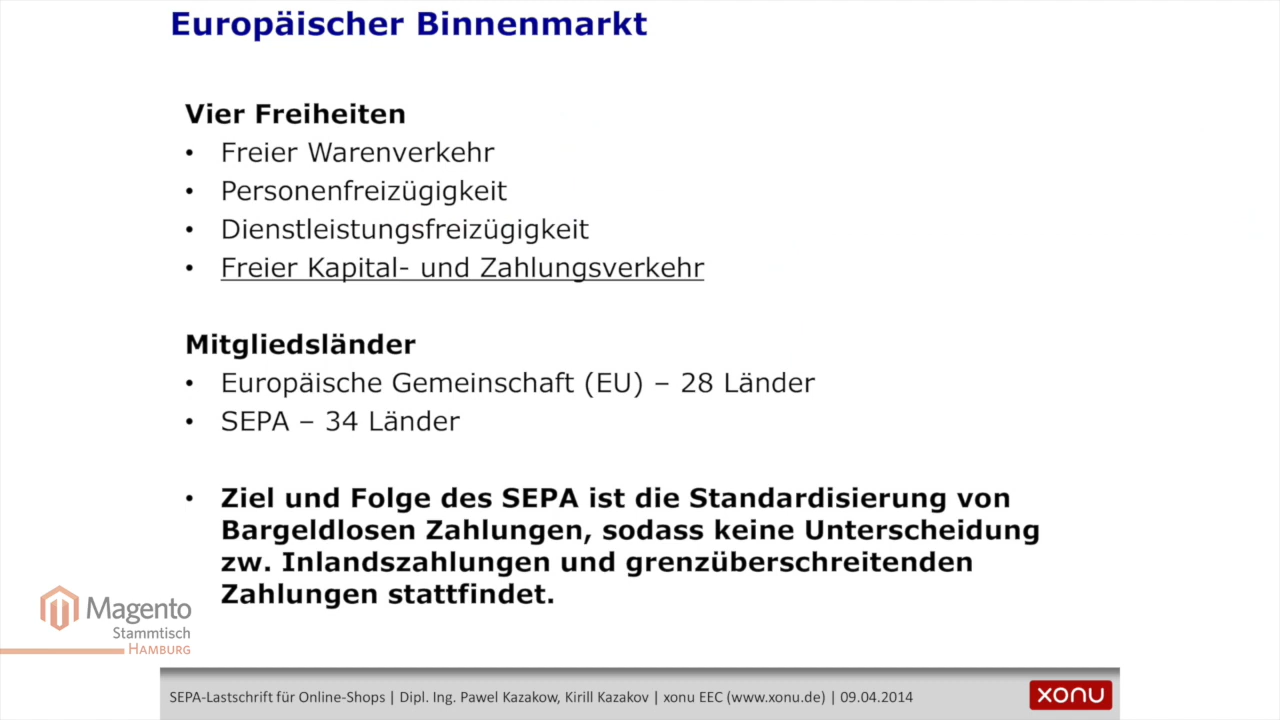 Europäischer Binnenmarkt
Vier Freiheiten
• Freier Warenverkehr
• Personenfreizügigkeit
• Dienstleistungsfreizügigkeit
• Freier Kapital- und Zahlungsverkehr
Mitgliedsländer
• Europäische Gemeinschaft (EU) – 28 Länder
• SEPA – 34 Länder
• Ziel und Folge des SEPA ist die Standardisierung von
Bargeldlosen Zahlungen, sodass keine Unterscheidung
zw. Inlandszahlungen und grenzüberschreitenden
Zahlungen stattfindet.
Magento
Stammtisch
HAMBURG
SEPA-Lastschrift für Online-Shops | Dipl. Ing. Pawel Kazakow, Kirill Kazakov | xonu EEC (www.xonu.de) | 09.04.2014
xonu